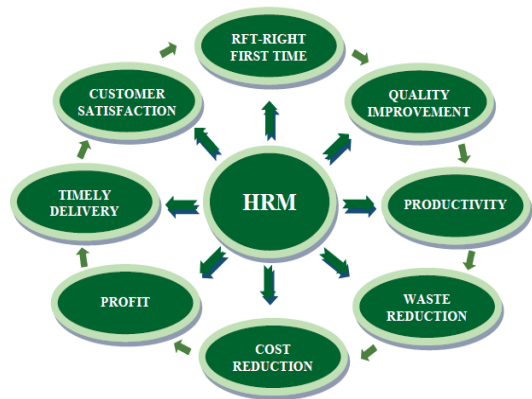 RFT-RIGHT
FIRST TIME
CUSTOMER
SATISFACTION
QUALITY
IMPROVEMENT
TIMELY
DELIVERY
HRM
PRODUCTIVITY
PROFIT
WASTE
REDUCTION
COST
REDUCTION